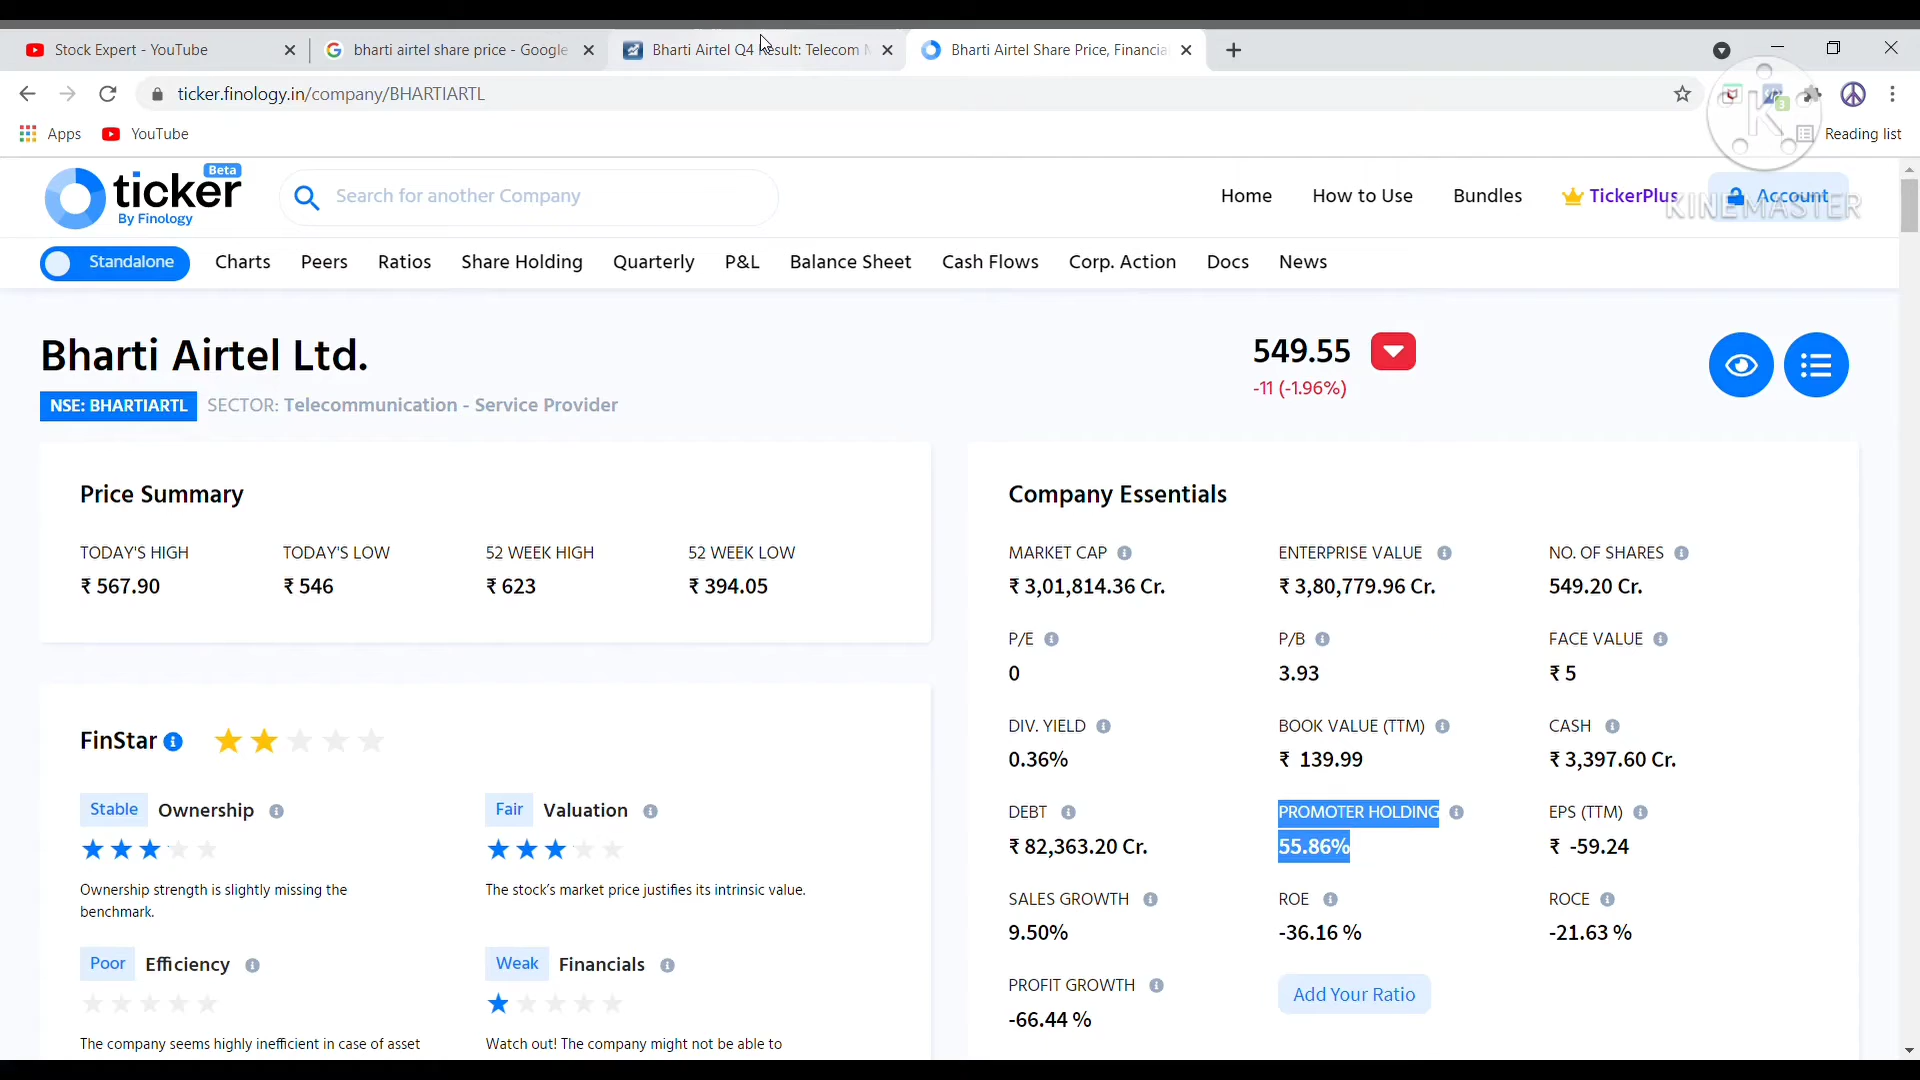 Stock Expert - YouTube
bharti airtel share price - Google
Bharti Airtel Q4 Result: Telecom M
Bharti Airtel Share Price, Financia
ticker.finology.in/company/BHARTIARTL
3
Apps
YouTube
Reading list
K
KINEMASTER
ticker
Beta
By Finology
Search for another Company
Home
How to Use
Bundles
TickerPlus
Account
Standalone
Charts
Peers
Ratios
Share Holding
Quarterly
P&L
Balance Sheet
Cash Flows
Corp. Action
Docs
News
Bharti Airtel Ltd.
549.55
-11 (-1.96%)
NSE: BHARTIARTL
SECTOR: Telecommunication - Service Provider
Price Summary
TODAY'S HIGH
₹ 567.90
TODAY'S LOW
₹ 546
52 WEEK HIGH
₹ 623
52 WEEK LOW
₹ 394.05
FinStar
Stable Ownership
Ownership strength is slightly missing the
benchmark.
Fair Valuation
The stock’s market price justifies its intrinsic value.
Poor Efficiency
The company seems highly inefficient in case of asset
Weak Financials
Watch out! The company might not be able to
Company Essentials
MARKET CAP
₹ 3,01,814.36 Cr.
ENTERPRISE VALUE
₹ 3,80,779.96 Cr.
NO. OF SHARES
549.20 Cr.
P/E
0
P/B
3.93
FACE VALUE
₹ 5
DIV. YIELD
0.36%
BOOK VALUE (TTM)
₹ 139.99
CASH
₹ 3,397.60 Cr.
DEBT
₹ 82,363.20 Cr.
PROMOTER HOLDING
55.86%
EPS (TTM)
₹ -59.24
SALES GROWTH
9.50%
ROE
-36.16 %
ROCE
-21.63 %
PROFIT GROWTH
-66.44 %
Add Your Ratio